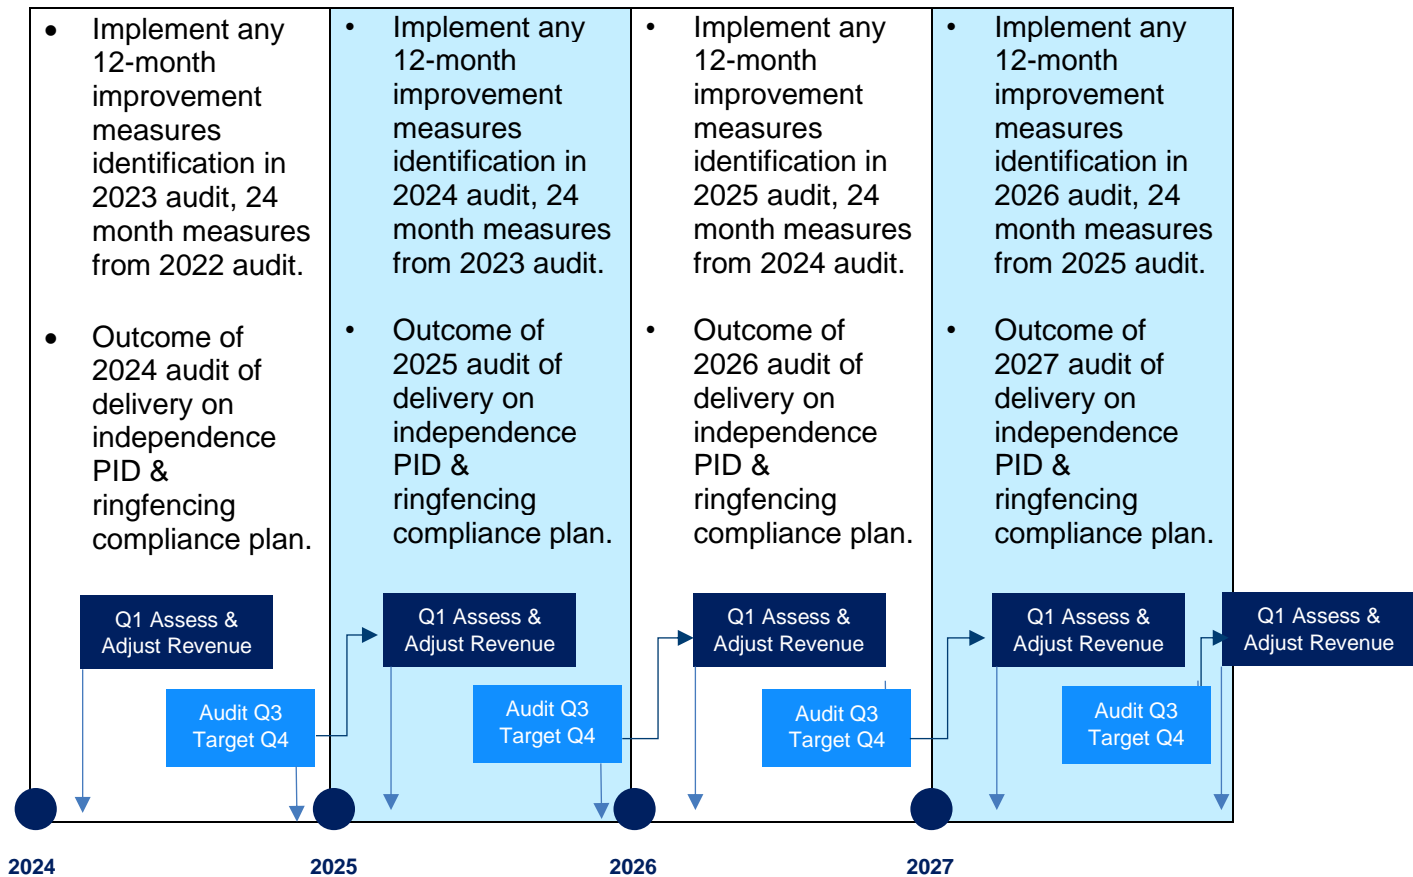 • Implement any
12-month
improvement
measures
identification in
2023 audit, 24
month measures
from 2022 audit.
• Outcome of
2024 audit of
delivery on
independence
PID &
ringfencing
compliance plan.
• Implement any
12-month
improvement
measures
identification in
2024 audit, 24
month measures
from 2023 audit.
• Outcome of
2025 audit of
delivery on
independence
PID &
ringfencing
compliance plan.
• Implement any
12-month
improvement
measures
identification in
2025 audit, 24
month measures
from 2024 audit.
• Outcome of
2026 audit of
delivery on
independence
PID &
ringfencing
compliance plan.
• Implement any
12-month
improvement
measures
identification in
2026 audit, 24
month measures
from 2025 audit.
• Outcome of
2027 audit of
delivery on
independence
PID &
ringfencing
compliance plan.
Q1 Assess &
Adjust Revenue
Q1 Assess &
Adjust Revenue
Q1 Assess &
Adjust Revenue
Q1 Assess &
Adjust Revenue
Q1 Assess &
Adjust Revenue
Audit Q3
Target Q4
Audit Q3
Target Q4
Audit Q3
Target Q4
Audit Q3
Target Q4
2024
2025
2026
2027